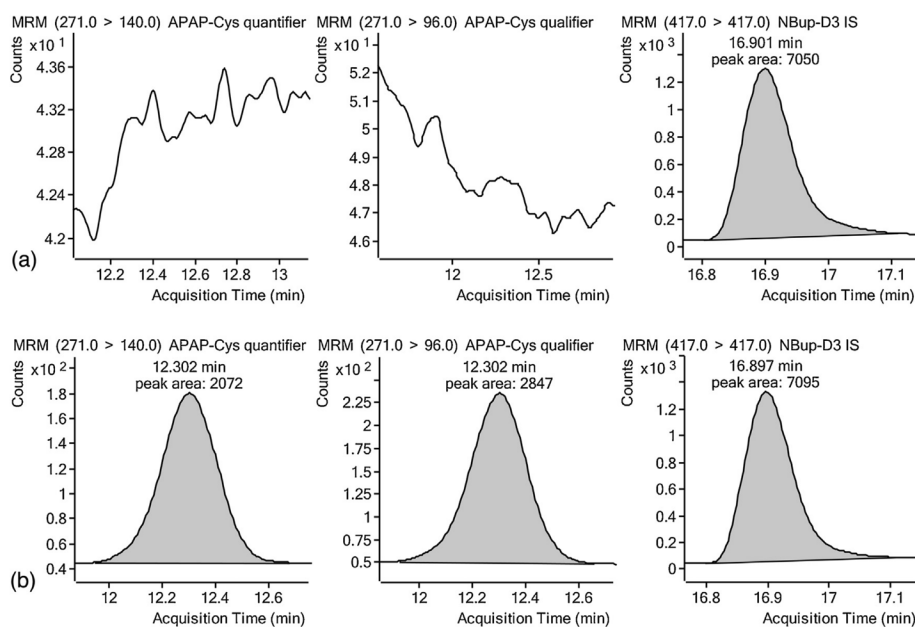 MRM (271.0 > 140.0) APAP-Cys quantifier
Counts
×10 1
4.36
4.32
4.28
4.24
4.2
12.2 12.4 12.6 12.8 13
Acquisition Time (min)
MRM (271.0 > 96.0) APAP-Cys qualifier
Counts
×10 1
5.2
5.1
5
4.9
4.8
4.7
4.6
12 12.5
Acquisition Time (min)
MRM (417.0 > 417.0) NBup-D3 IS
Counts
×10 3
16.901 min
peak area: 7050
1.2
1.0
0.8
0.6
0.4
0.2
0
16.8 16.9 17 17.1
Acquisition Time (min)
(a)
MRM (271.0 > 140.0) APAP-Cys quantifier
Counts
×10 2
12.302 min
peak area: 2072
1.8
1.6
1.4
1.2
1
0.8
0.6
0.4
12 12.2 12.4 12.6
Acquisition Time (min)
MRM (271.0 > 96.0) APAP-Cys qualifier
Counts
×10 2
12.302 min
peak area: 2847
2.25
2
1.75
1.5
1.25
1
0.75
0.5
12 12.2 12.4 12.6
Acquisition Time (min)
MRM (417.0 > 417.0) NBup-D3 IS
Counts
×10 3
16.897 min
peak area: 7095
1.2
1.0
0.8
0.6
0.4
0.2
0
16.8 16.9 17 17.1
Acquisition Time (min)
(b)